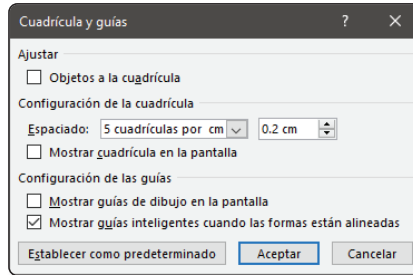 Cuadrícula y guías ? ×
Ajustar
Objetos a la cuadrícula
Configuración de la cuadrícula
Espaciado: 5 cuadrículas por cm 0.2 cm
Mostrar cuadrícula en la pantalla
Configuración de las guías
Mostrar guías de dibujo en la pantalla
Mostrar guías inteligentes cuando las formas están alineadas
Establecer como predeterminado Aceptar Cancelar